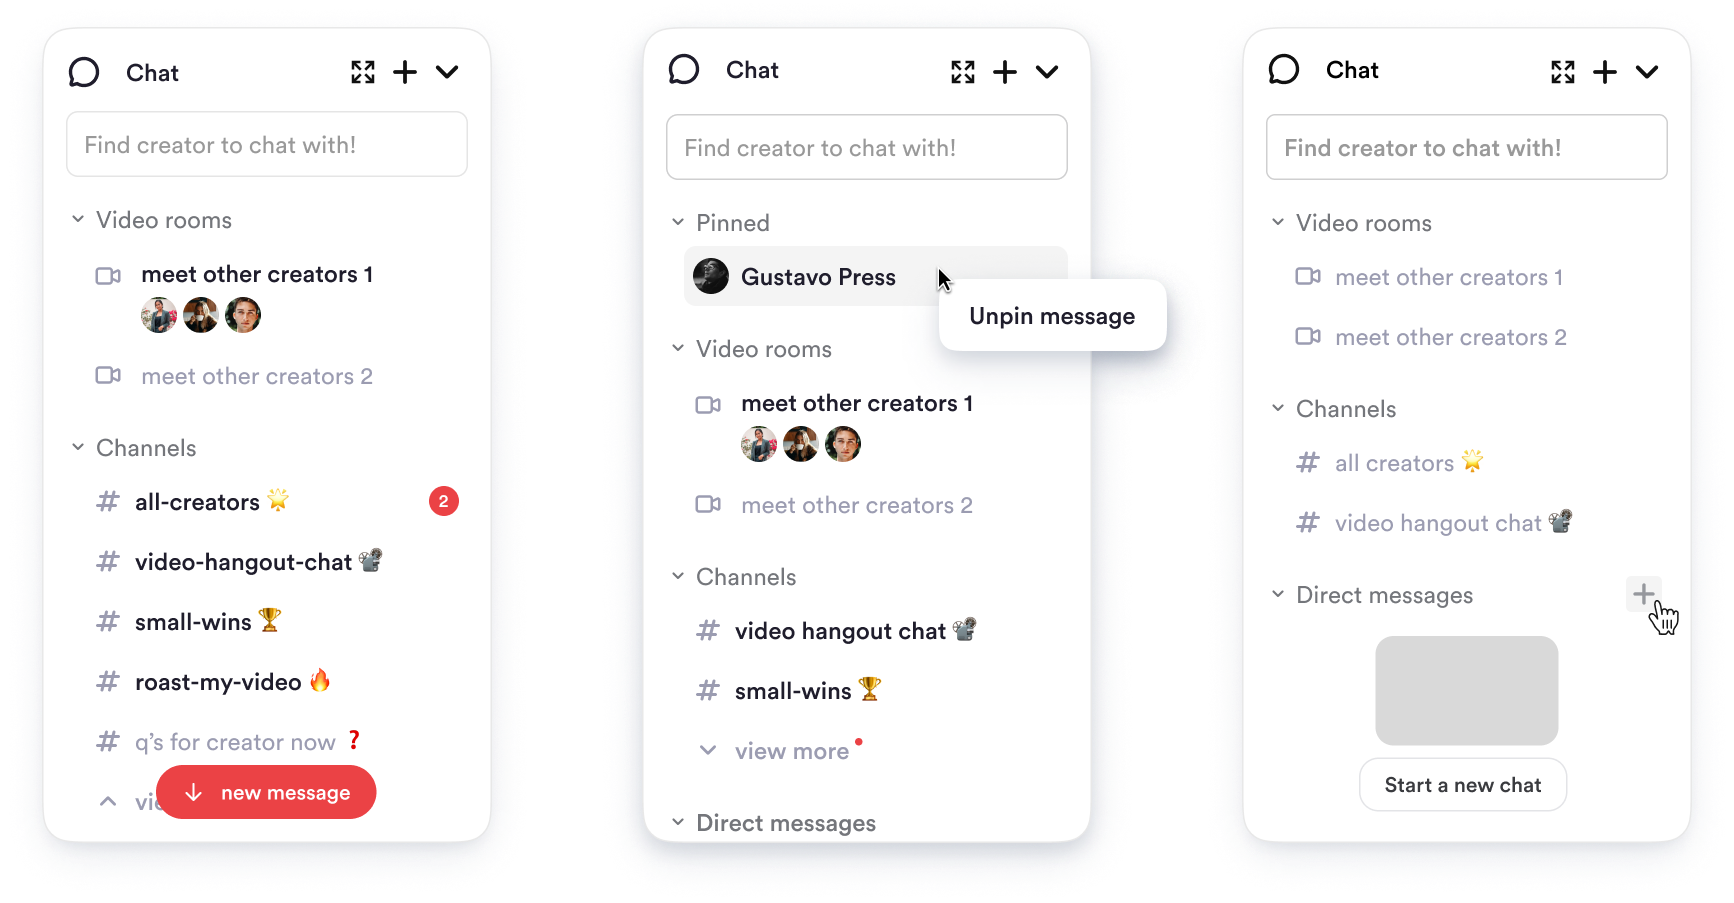 Chat
Find creator to chat with!
Video rooms
meet other creators 1
meet other creators 2
Channels
# all-creators 🌟 2
# video-hangout-chat 📽
# small-wins 🏆
# roast-my-video 🔥
# q’s for creator now ❓
new message
Chat
Find creator to chat with!
Pinned
Gustavo Press
Unpin message
Video rooms
meet other creators 1
meet other creators 2
Channels
# video hangout chat 📽
# small-wins 🏆
view more
Direct messages
Chat
Find creator to chat with!
Video rooms
meet other creators 1
meet other creators 2
Channels
# all creators 🌟
# video hangout chat 📽
Direct messages
Start a new chat